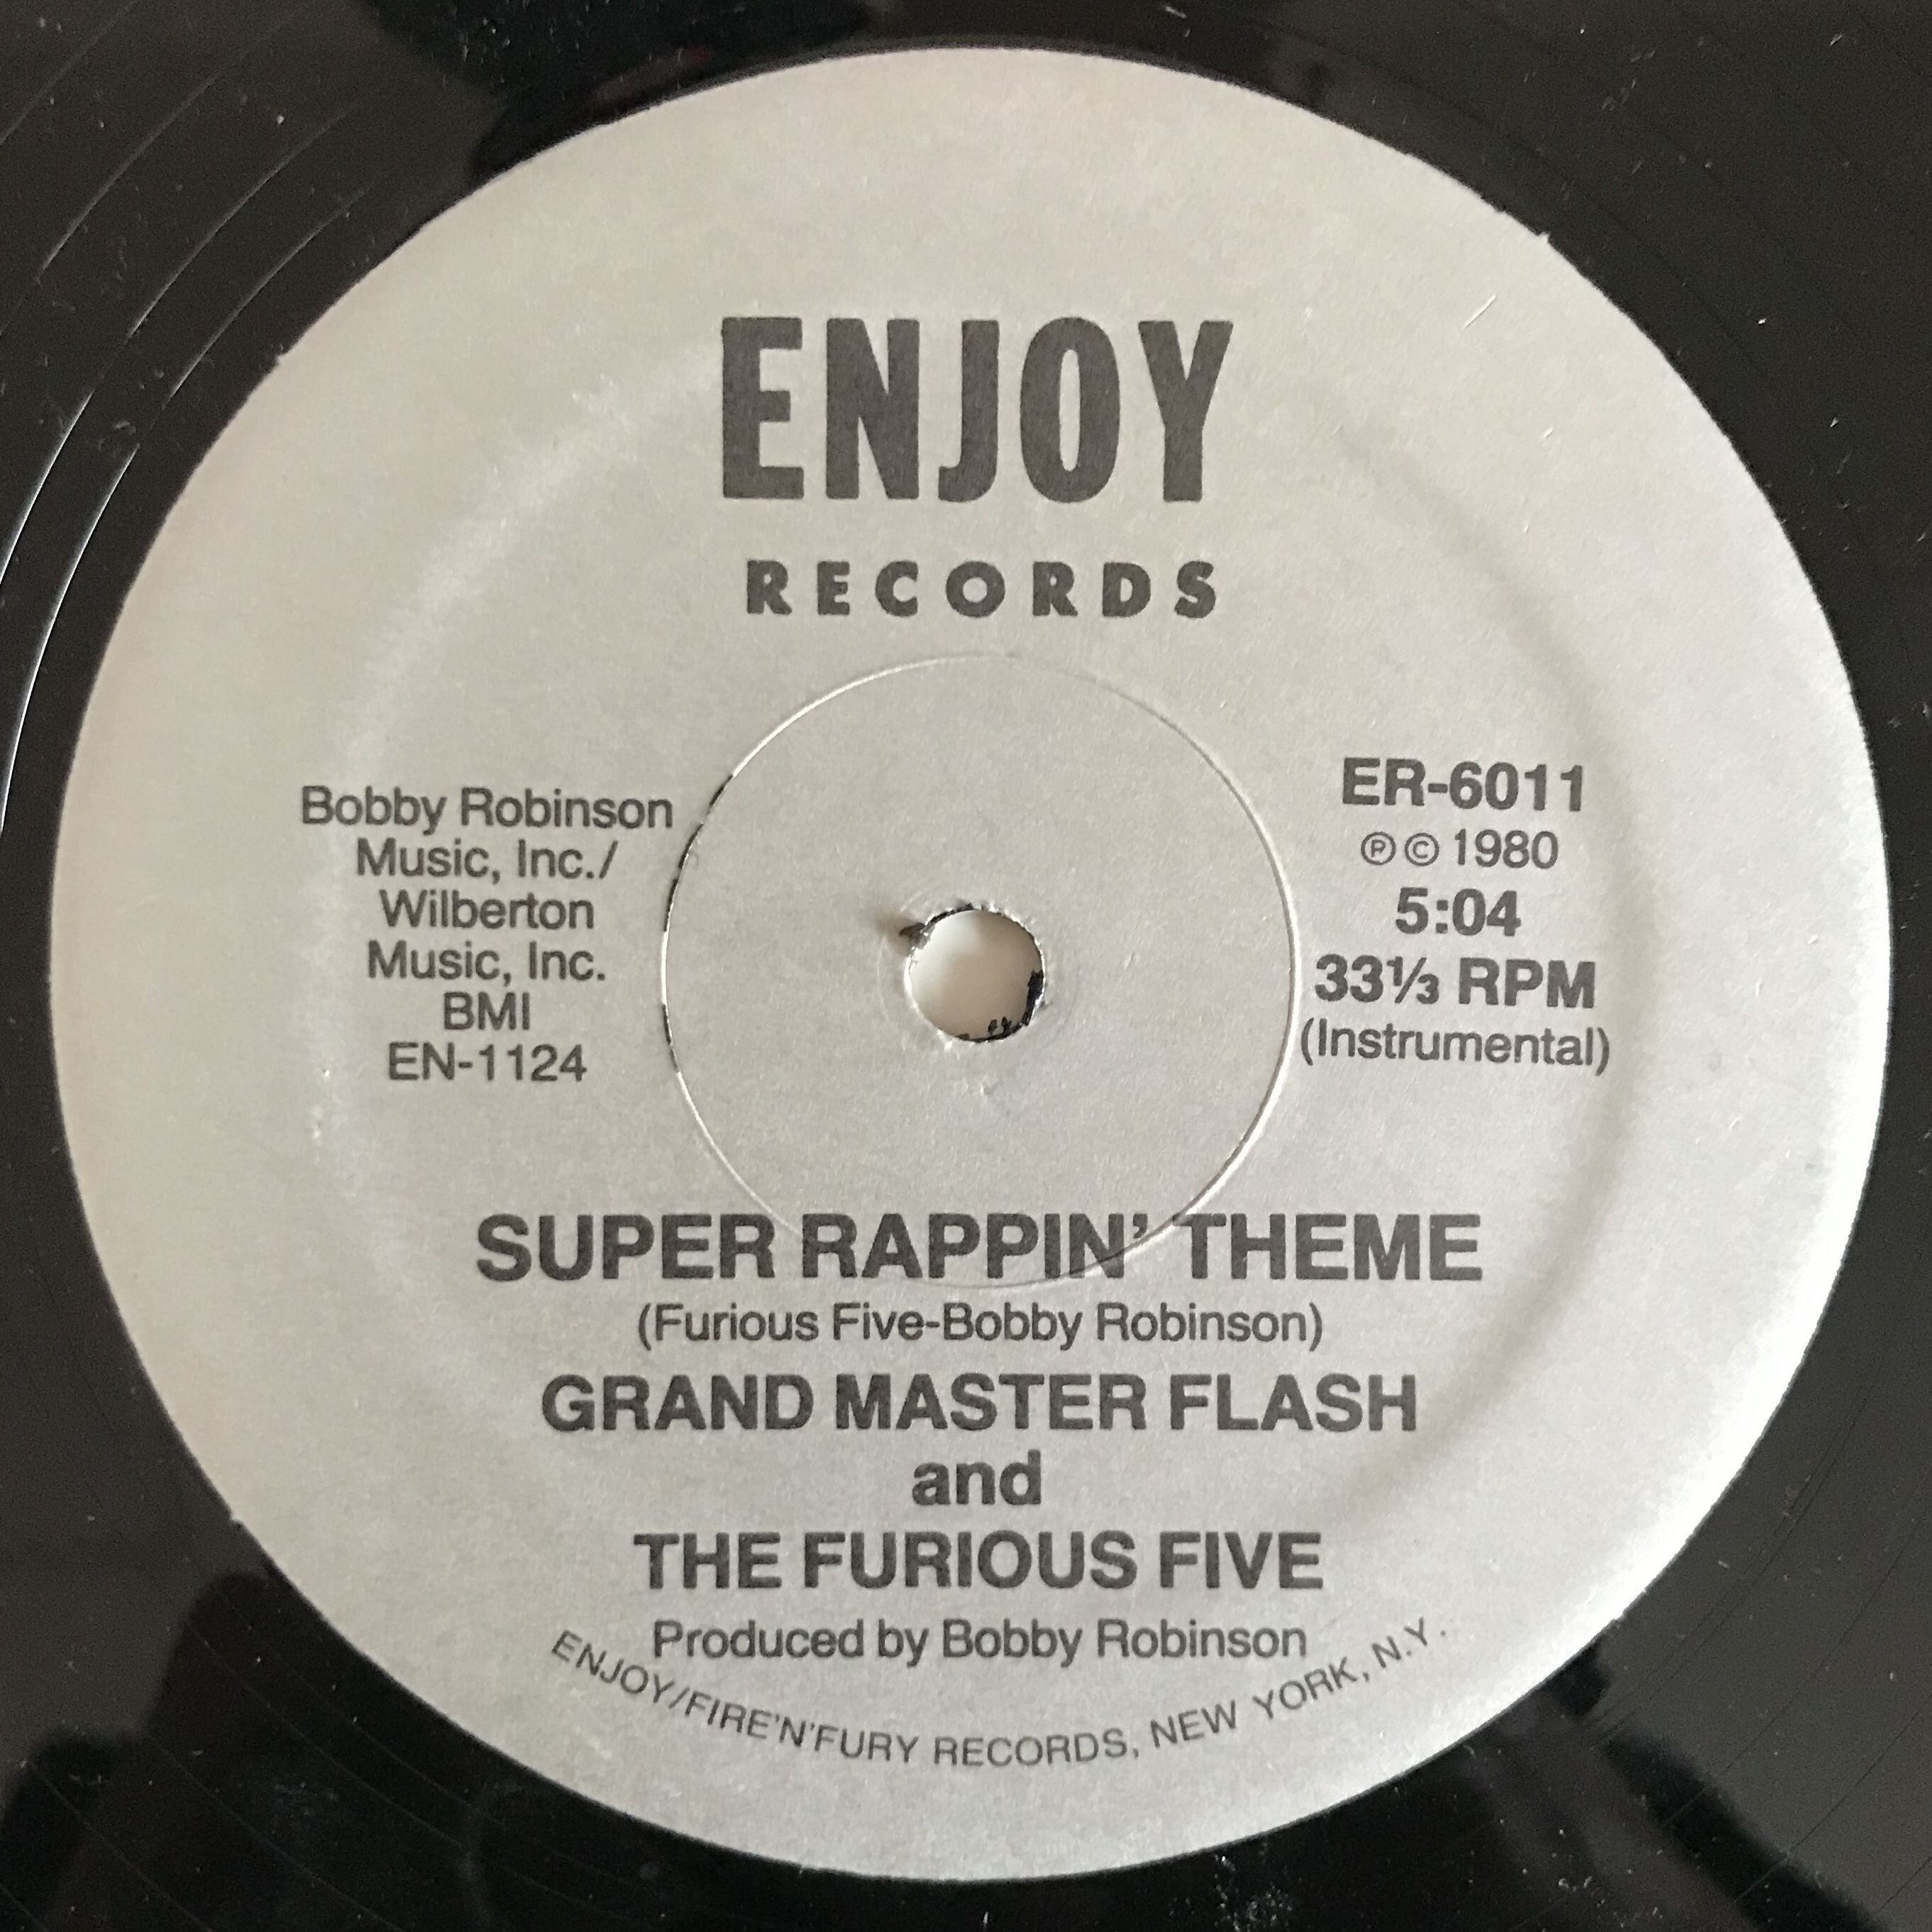 ENJOY
RECORDS
Bobby Robinson
Music, Inc./
Wilberton
Music, Inc.
BMI
EN-1124
ER-6011
℗ © 1980
5:04
33⅓ RPM
(Instrumental)
SUPER RAPPIN' THEME
(Furious Five-Bobby Robinson)
GRAND MASTER FLASH
and
THE FURIOUS FIVE
Produced by Bobby Robinson
ENJOY/FIRE'N'FURY RECORDS, NEW YORK, N.Y.